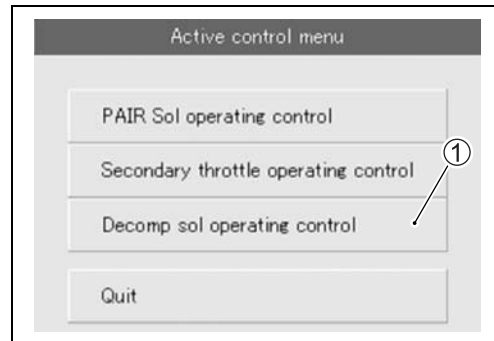 Active control menu
PAIR Sol operating control
Secondary throttle operating control
1
Decomp sol operating control
Quit